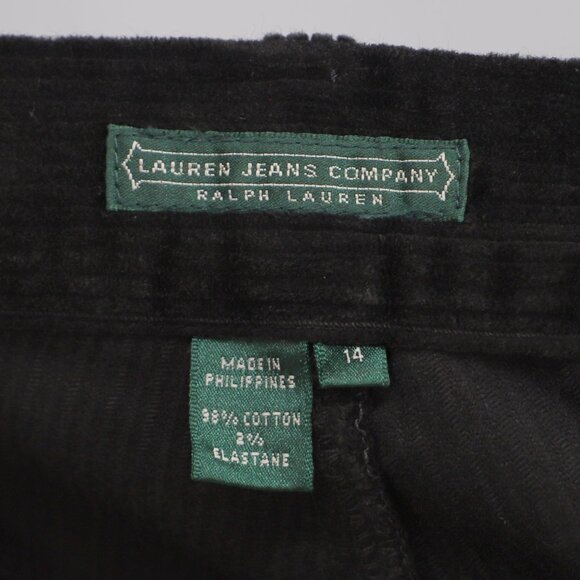 LAUREN JEANS COMPANY
RALPH LAUREN
MADE IN
PHILIPPINES
98% COTTON
2%
ELASTANE
14